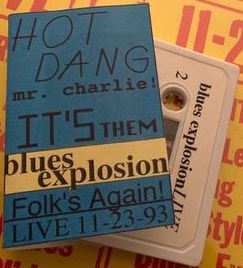 HOT
DANG
mr. charlie!
IT'S THEM
blues
explosion
Folk's Again!
LIVE 11-23-93
blues explosion/LIVE
2
11-2